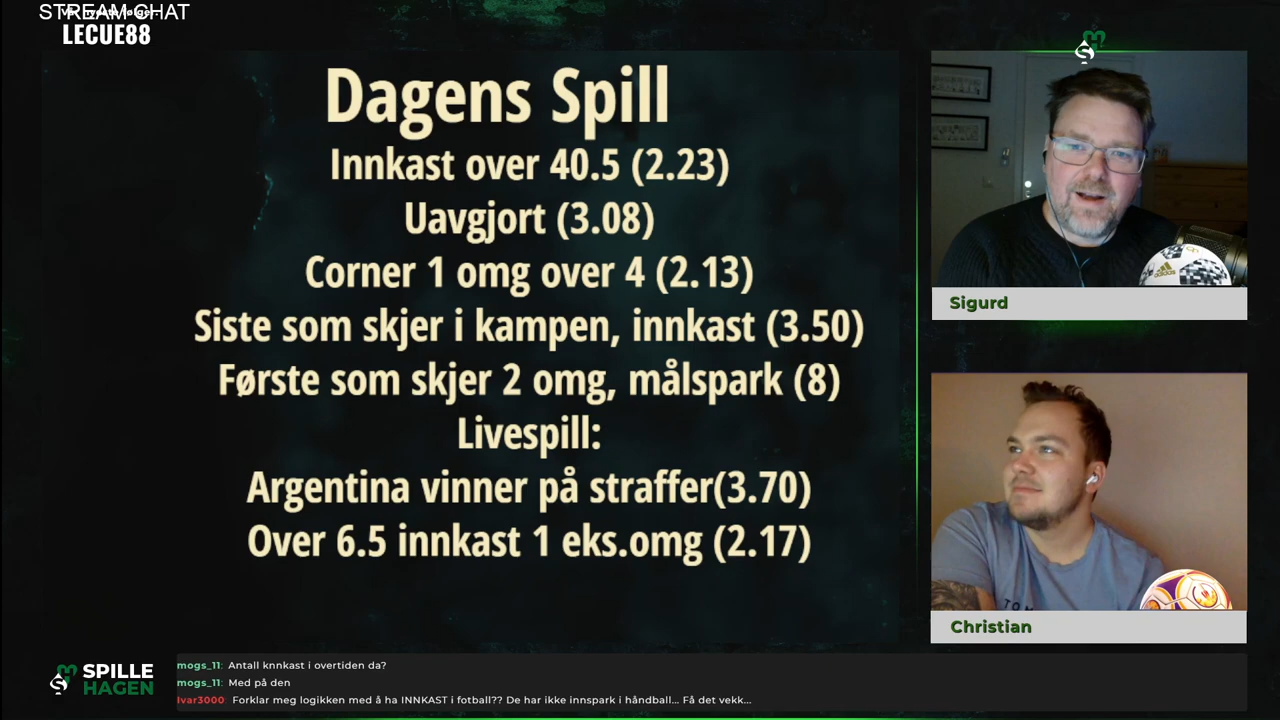 STREAM CHAT
LECUE88
Dagens Spill
Innkast over 40.5 (2.23)
Uavgjort (3.08)
Corner 1 omg over 4 (2.13)
Siste som skjer i kampen, innkast (3.50)
Første som skjer 2 omg, målspark (8)
Livespill:
Argentina vinner på straffer(3.70)
Over 6.5 innkast 1 eks.omg (2.17)
adidas
Sigurd
Christian
SPILLE
HAGEN
mogs_11: Antall knnkast i overtiden da?
mogs_11: Med på den
Ivar3000 Forklar meg logikken med å ha INNKAST i fotball?? De har ikke innspark i håndball... Få det vekk...